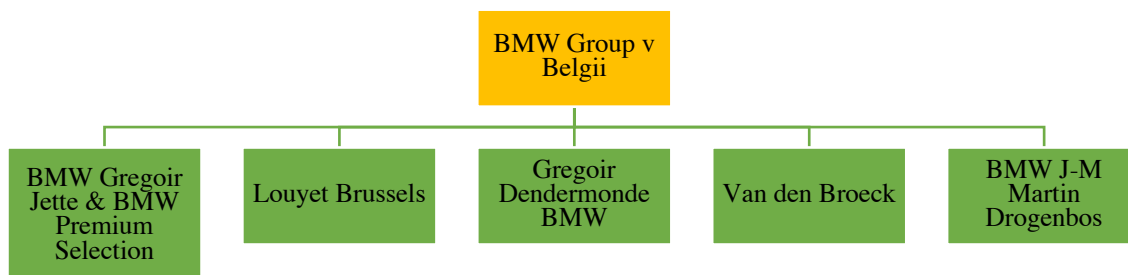 BMW Group v
Belgii
BMW Gregoir
Jette & BMW
Premium
Selection
Louyet Brussels
Gregoir
Dendermonde
BMW
Van den Broeck
BMW J-M
Martin
Drogenbos